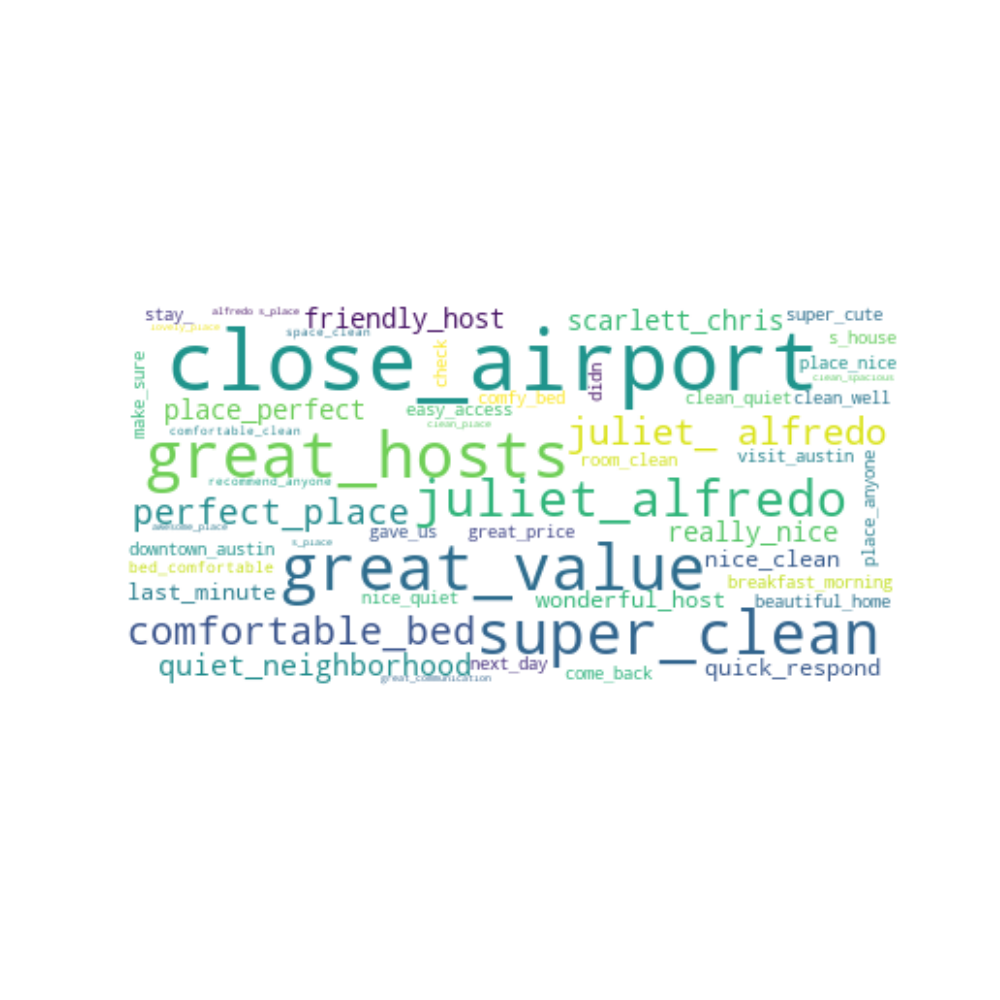 stay_
alfredo s_place
friendly_host
scarlett_chris
super_cute
lovely_place
space_clean
s_house
close_airport
check
didn
place_nice
clean_spacious
make_sure
comfy_bed
clean_quiet
clean_well
place_perfect
easy_access
clean_place
comfortable_clean
juliet_ alfredo
great_hosts
room_clean
visit_austin
place_anyone
recommend_anyone
juliet_alfredo
perfect_place
awesome_place
gave_us
great_price
really_nice
s_place
downtown_austin
great_value
nice_clean
bed_comfortable
breakfast_morning
last_minute
nice_quiet
wonderful_host
beautiful_home
comfortable_bed
super_clean
quiet_neighborhood
next_day
quick_respond
come_back
great_communication